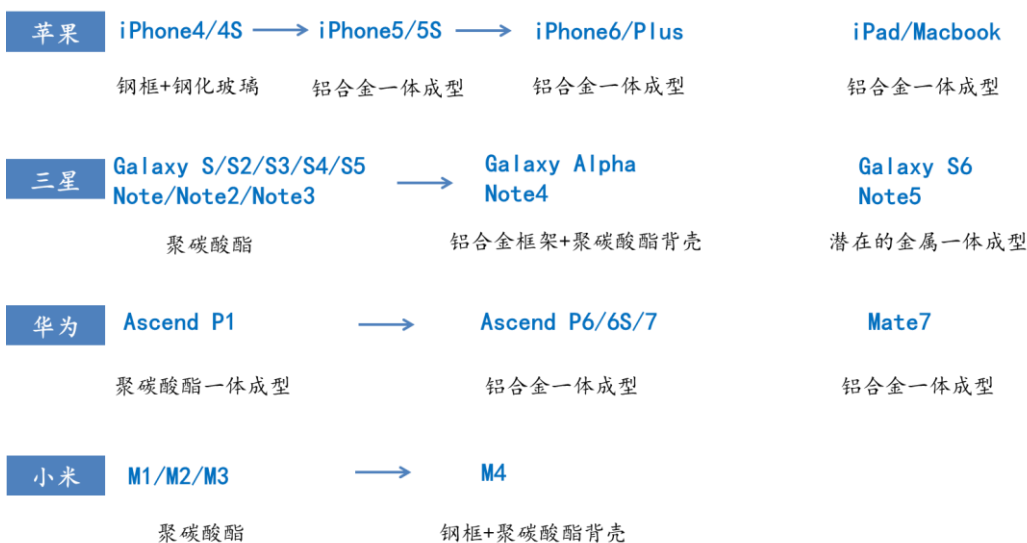 苹果 iPhone4/4S iPhone5/5S iPhone6/Plus iPad/Macbook
钢框+钢化玻璃 铝合金一体成型 铝合金一体成型 铝合金一体成型
三星 Galaxy S/S2/S3/S4/S5 Galaxy Alpha Galaxy S6
Note/Note2/Note3 Note4 Note5
聚碳酸酯 铝合金框架+聚碳酸酯背壳 潜在的金属一体成型
华为 Ascend P1 Ascend P6/6S/7 Mate7
聚碳酸酯一体成型 铝合金一体成型 铝合金一体成型
小米 M1/M2/M3 M4
聚碳酸酯 钢框+聚碳酸酯背壳